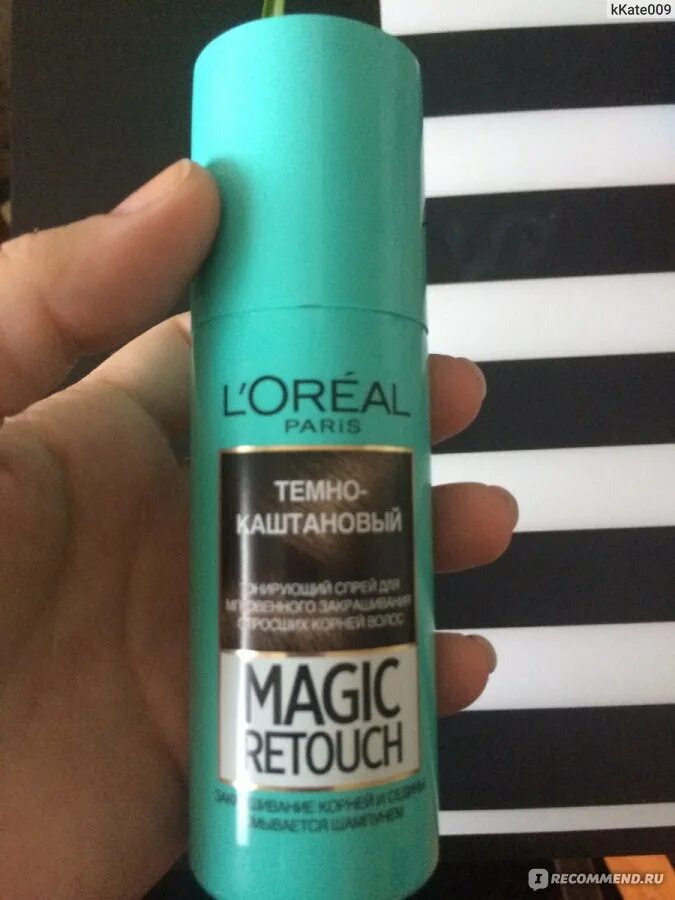 kKate009
L'ORÉAL
PARIS
ТЕМНО-
КАШТАНОВЫЙ
ТОНИРУЮЩИЙ СПРЕЙ ДЛЯ
МГНОВЕННОГО ЗАКРАШИВАНИЯ
ОТРОСШИХ КОРНЕЙ ВОЛОС
MAGIC
RETOUCH
ЗАКРАШИВАНИЕ КОРНЕЙ И СЕДИНЫ
СМЫВАЕТСЯ ШАМПУНЕМ
IRECOMMEND.RU